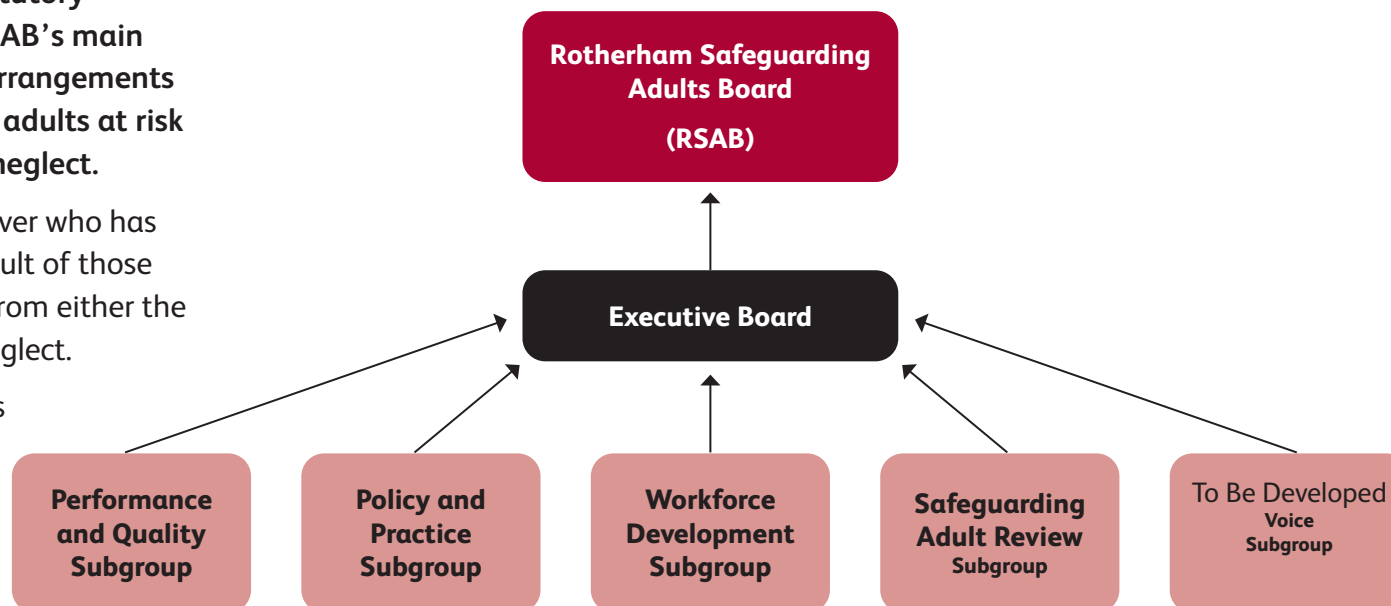 tutory
AB’s main
rrangements
adults at risk
neglect.
ver who has
ult of those
rom either the
glect.
s
Rotherham Safeguarding
Adults Board
(RSAB)
Executive Board
Performance
and Quality
Subgroup
Policy and
Practice
Subgroup
Workforce
Development
Subgroup
Safeguarding
Adult Review
Subgroup
To Be Developed
Voice
Subgroup